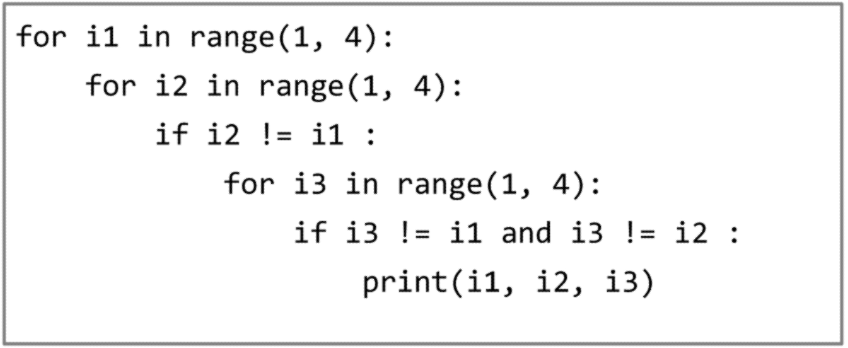 for i1 in range(1, 4):
    for i2 in range(1, 4):
        if i2 != i1 :
            for i3 in range(1, 4):
                if i3 != i1 and i3 != i2 :
                    print(i1, i2, i3)